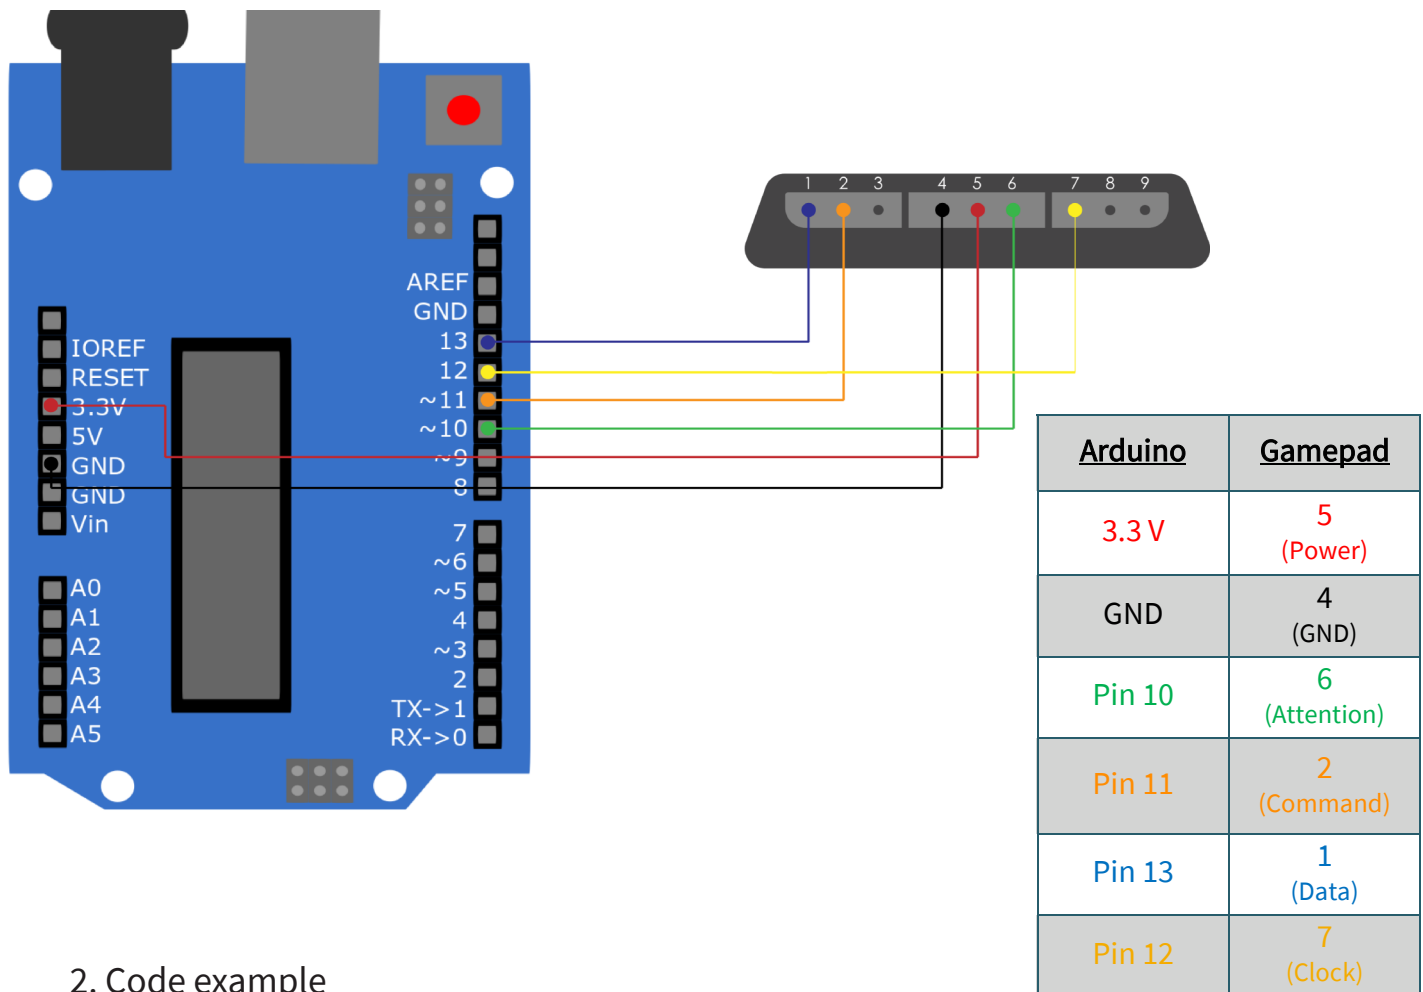 1 2 3 4 5 6 7 8 9
AREF
GND
13
12
~11
~10
~9
8
IOREF
RESET
3.3V
5V
GND
GND
Vin
7
~6
~5
4
~3
2
TX->1
RX->0
A0
A1
A2
A3
A4
A5
Arduino Gamepad
3.3 V 5
(Power)
GND 4
(GND)
Pin 10 6
(Attention)
Pin 11 2
(Command)
Pin 13 1
(Data)
Pin 12 7
(Clock)
2. Code example